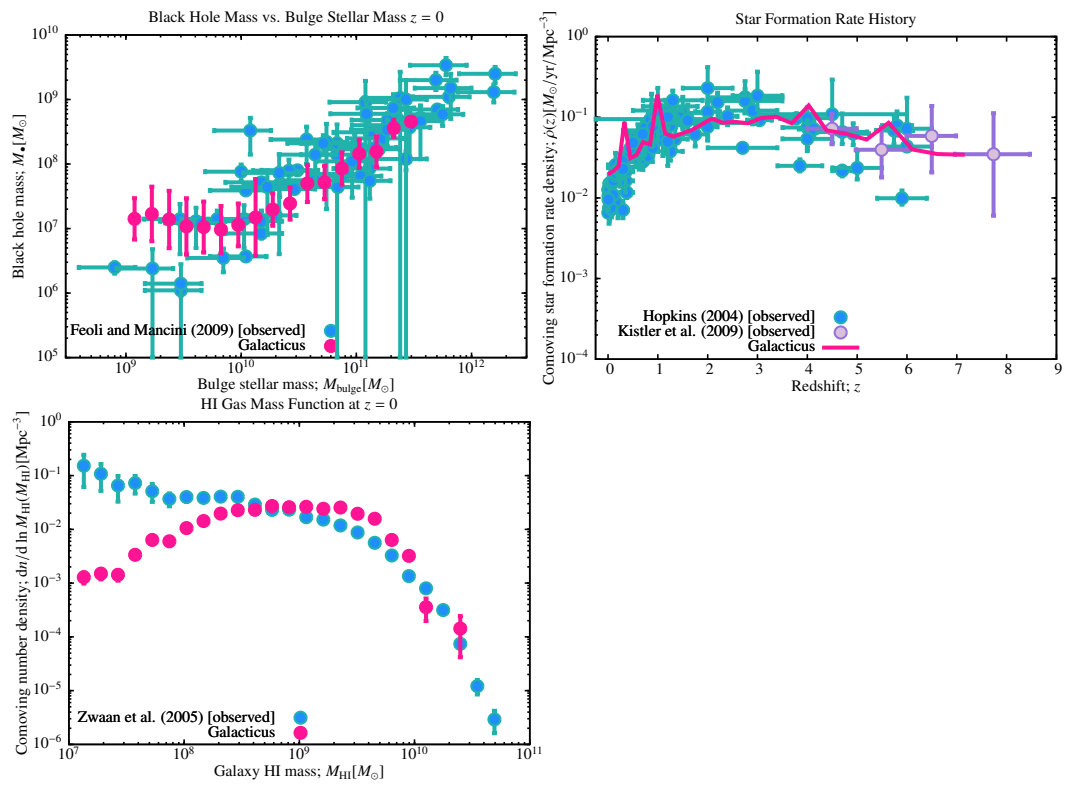 Black Hole Mass vs. Bulge Stellar Mass z = 0
Black hole mass; M•[M⊙]
10^10
10^9
10^8
10^7
10^6
10^5
Feoli and Mancini (2009) [observed]
Galacticus
10^9 10^10 10^11 10^12
Bulge stellar mass; M_bulge[M⊙]
Star Formation Rate History
Comoving star formation rate density; ρ̇(z)[M⊙/yr/Mpc^−3]
10^0
10^−1
10^−2
10^−3
10^−4
Hopkins (2004) [observed]
Kistler et al. (2009) [observed]
Galacticus
0 1 2 3 4 5 6 7 8 9
Redshift; z
HI Gas Mass Function at z = 0
Comoving number density; dn/d ln M_HI(M_HI)[Mpc^−3]
10^0
10^−1
10^−2
10^−3
10^−4
10^−5
10^−6
Zwaan et al. (2005) [observed]
Galacticus
10^7 10^8 10^9 10^10 10^11
Galaxy HI mass; M_HI[M⊙]